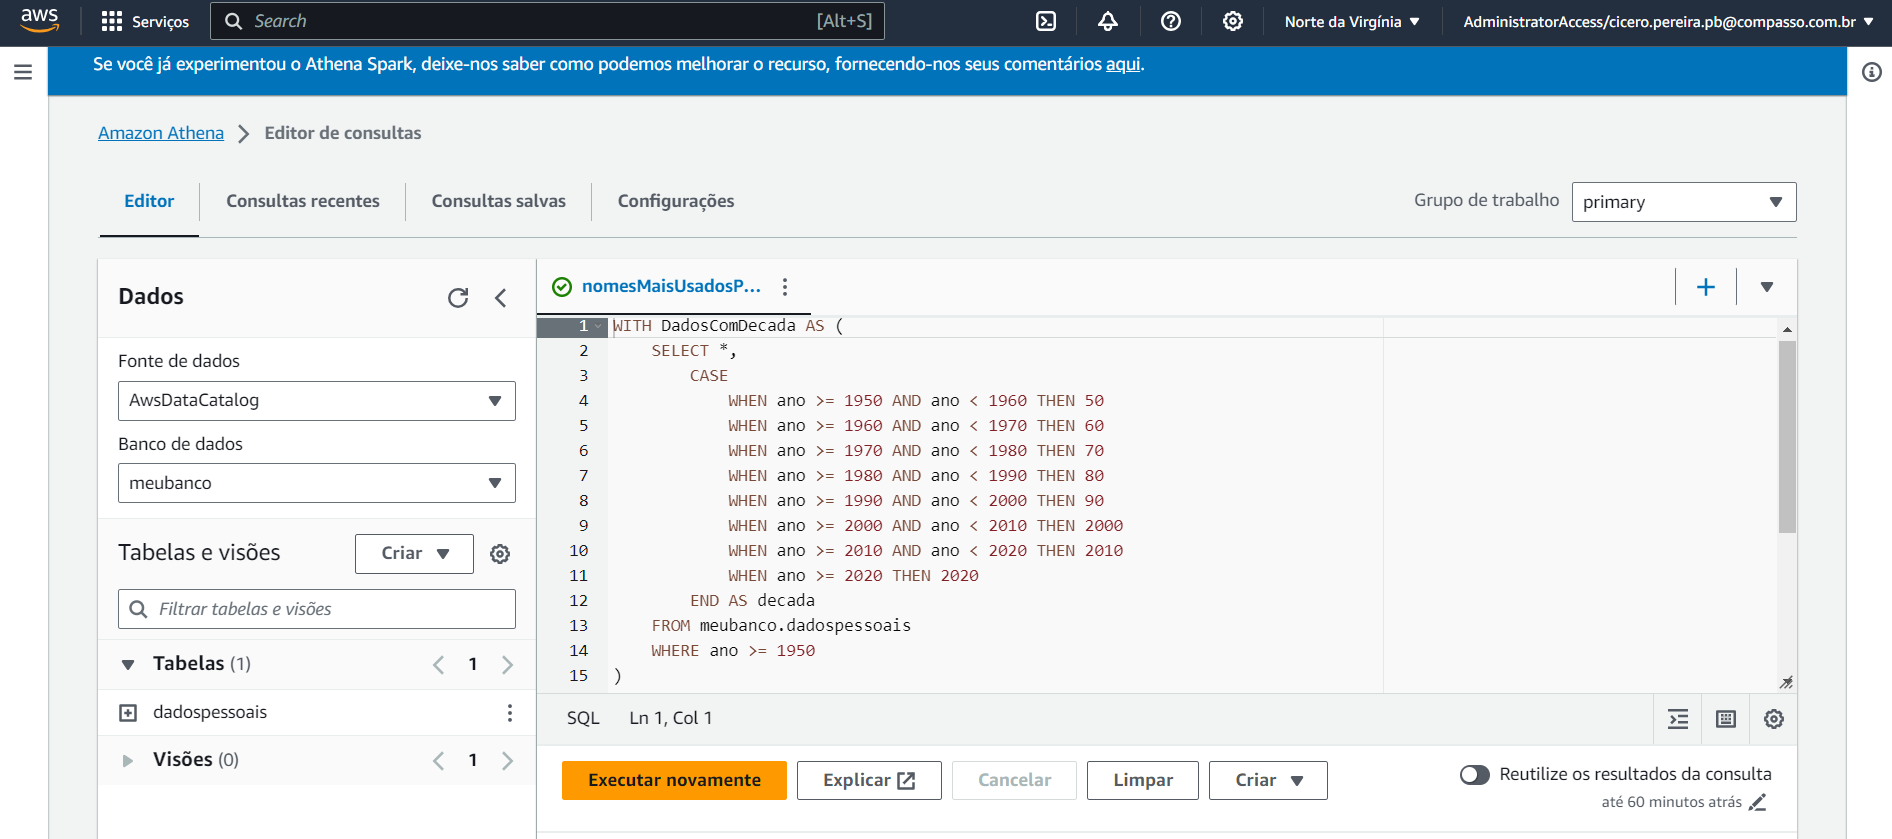 aws
Serviços
Search
[Alt+S]
Norte da Virgínia
AdministratorAccess/cicero.pereira.pb@compasso.com.br
Se você já experimentou o Athena Spark, deixe-nos saber como podemos melhorar o recurso, fornecendo-nos seus comentários aqui.
Amazon Athena
Editor de consultas
Editor
Consultas recentes
Consultas salvas
Configurações
Grupo de trabalho
primary
Dados
Fonte de dados
AwsDataCatalog
Banco de dados
meubanco
Tabelas e visões
Criar
Filtrar tabelas e visões
Tabelas (1)
1
dadospessoais
Visões (0)
1
nomesMaisUsadosP...
1 WITH DadosComDecada AS (
2 SELECT *,
3 CASE
4 WHEN ano >= 1950 AND ano < 1960 THEN 50
5 WHEN ano >= 1960 AND ano < 1970 THEN 60
6 WHEN ano >= 1970 AND ano < 1980 THEN 70
7 WHEN ano >= 1980 AND ano < 1990 THEN 80
8 WHEN ano >= 1990 AND ano < 2000 THEN 90
9 WHEN ano >= 2000 AND ano < 2010 THEN 2000
10 WHEN ano >= 2010 AND ano < 2020 THEN 2010
11 WHEN ano >= 2020 THEN 2020
12 END AS decada
13 FROM meubanco.dadospessoais
14 WHERE ano >= 1950
15 )
SQL
Ln 1, Col 1
Executar novamente
Explicar
Cancelar
Limpar
Criar
Reutilize os resultados da consulta
até 60 minutos atrás